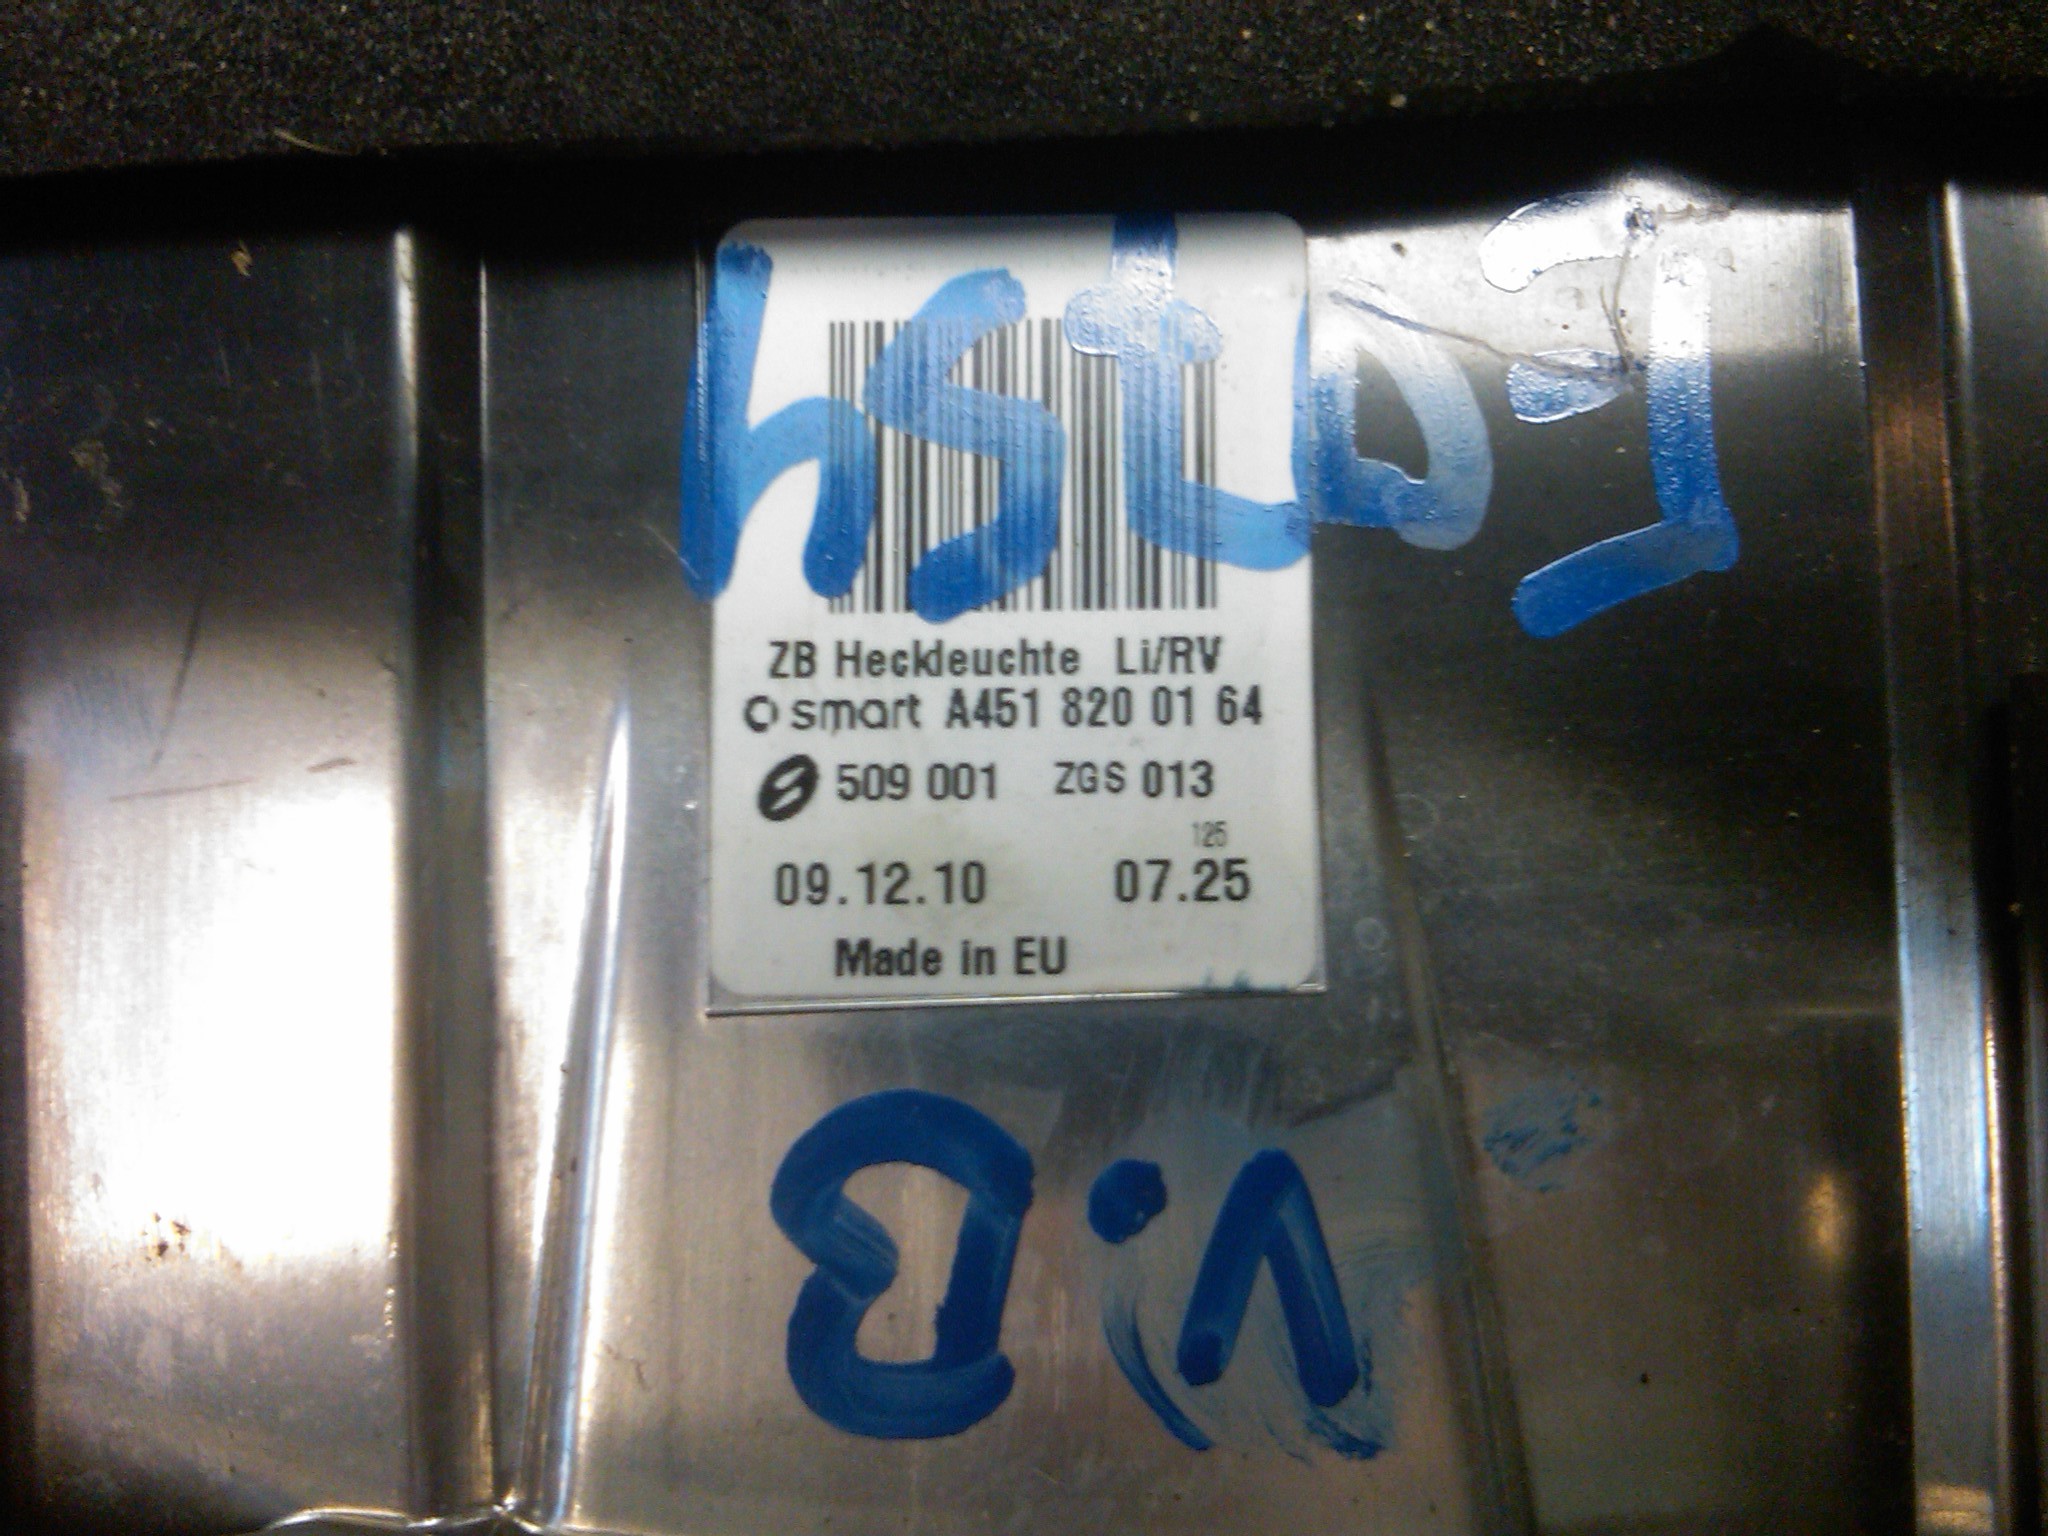 ZB Heckleuchte Li/RV
smart A451 820 01 64
509 001 ZGS 013
125
09.12.10 07.25
Made in EU
V.B